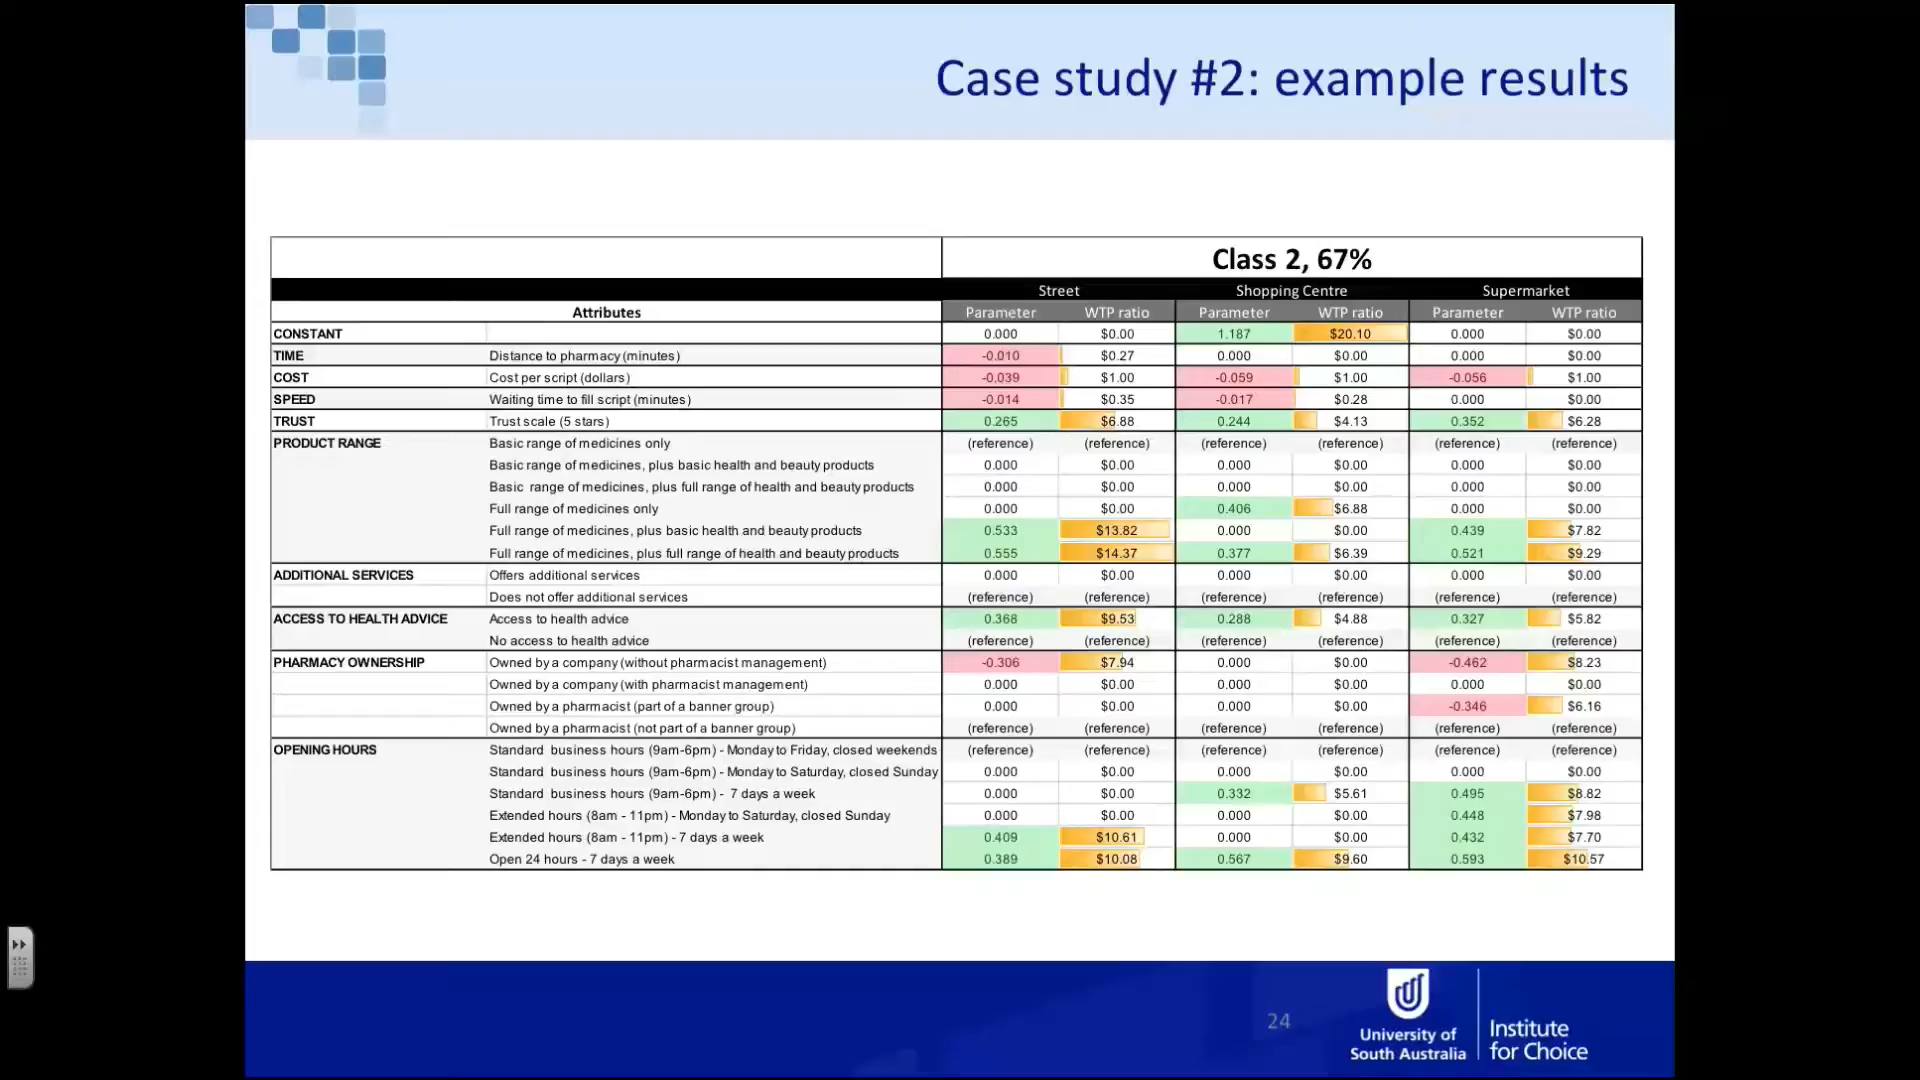 Case study #2: example results
Class 2, 67%
Street Shopping Centre Supermarket
Attributes Parameter WTP ratio Parameter WTP ratio Parameter WTP ratio
CONSTANT 0.000 $0.00 1.187 $20.10 0.000 $0.00
TIME Distance to pharmacy (minutes) -0.010 $0.27 0.000 $0.00 0.000 $0.00
COST Cost per script (dollars) -0.039 $1.00 -0.059 $1.00 -0.056 $1.00
SPEED Waiting time to fill script (minutes) -0.014 $0.35 -0.017 $0.28 0.000 $0.00
TRUST Trust scale (5 stars) 0.265 $6.88 0.244 $4.13 0.352 $6.28
PRODUCT RANGE Basic range of medicines only (reference) (reference) (reference) (reference) (reference) (reference)
Basic range of medicines, plus basic health and beauty products 0.000 $0.00 0.000 $0.00 0.000 $0.00
Basic range of medicines, plus full range of health and beauty products 0.000 $0.00 0.000 $0.00 0.000 $0.00
Full range of medicines only 0.000 $0.00 0.406 $6.88 0.000 $0.00
Full range of medicines, plus basic health and beauty products 0.533 $13.82 0.000 $0.00 0.439 $7.82
Full range of medicines, plus full range of health and beauty products 0.555 $14.37 0.377 $6.39 0.521 $9.29
ADDITIONAL SERVICES Offers additional services 0.000 $0.00 0.000 $0.00 0.000 $0.00
Does not offer additional services (reference) (reference) (reference) (reference) (reference) (reference)
ACCESS TO HEALTH ADVICE Access to health advice 0.368 $9.53 0.288 $4.88 0.327 $5.82
No access to health advice (reference) (reference) (reference) (reference) (reference) (reference)
PHARMACY OWNERSHIP Owned by a company (without pharmacist management) -0.306 $7.94 0.000 $0.00 -0.462 $8.23
Owned by a company (with pharmacist management) 0.000 $0.00 0.000 $0.00 0.000 $0.00
Owned by a pharmacist (part of a banner group) 0.000 $0.00 0.000 $0.00 -0.346 $6.16
Owned by a pharmacist (not part of a banner group) (reference) (reference) (reference) (reference) (reference) (reference)
OPENING HOURS Standard business hours (9am-6pm) - Monday to Friday, closed weekends (reference) (reference) (reference) (reference) (reference) (reference)
Standard business hours (9am-6pm) - Monday to Saturday, closed Sunday 0.000 $0.00 0.000 $0.00 0.000 $0.00
Standard business hours (9am-6pm) - 7 days a week 0.000 $0.00 0.332 $5.61 0.495 $8.82
Extended hours (8am - 11pm) - Monday to Saturday, closed Sunday 0.000 $0.00 0.000 $0.00 0.448 $7.98
Extended hours (8am - 11pm) - 7 days a week 0.409 $10.61 0.000 $0.00 0.432 $7.70
Open 24 hours - 7 days a week 0.389 $10.08 0.567 $9.60 0.593 $10.57
24
University of
South Australia
Institute
for Choice